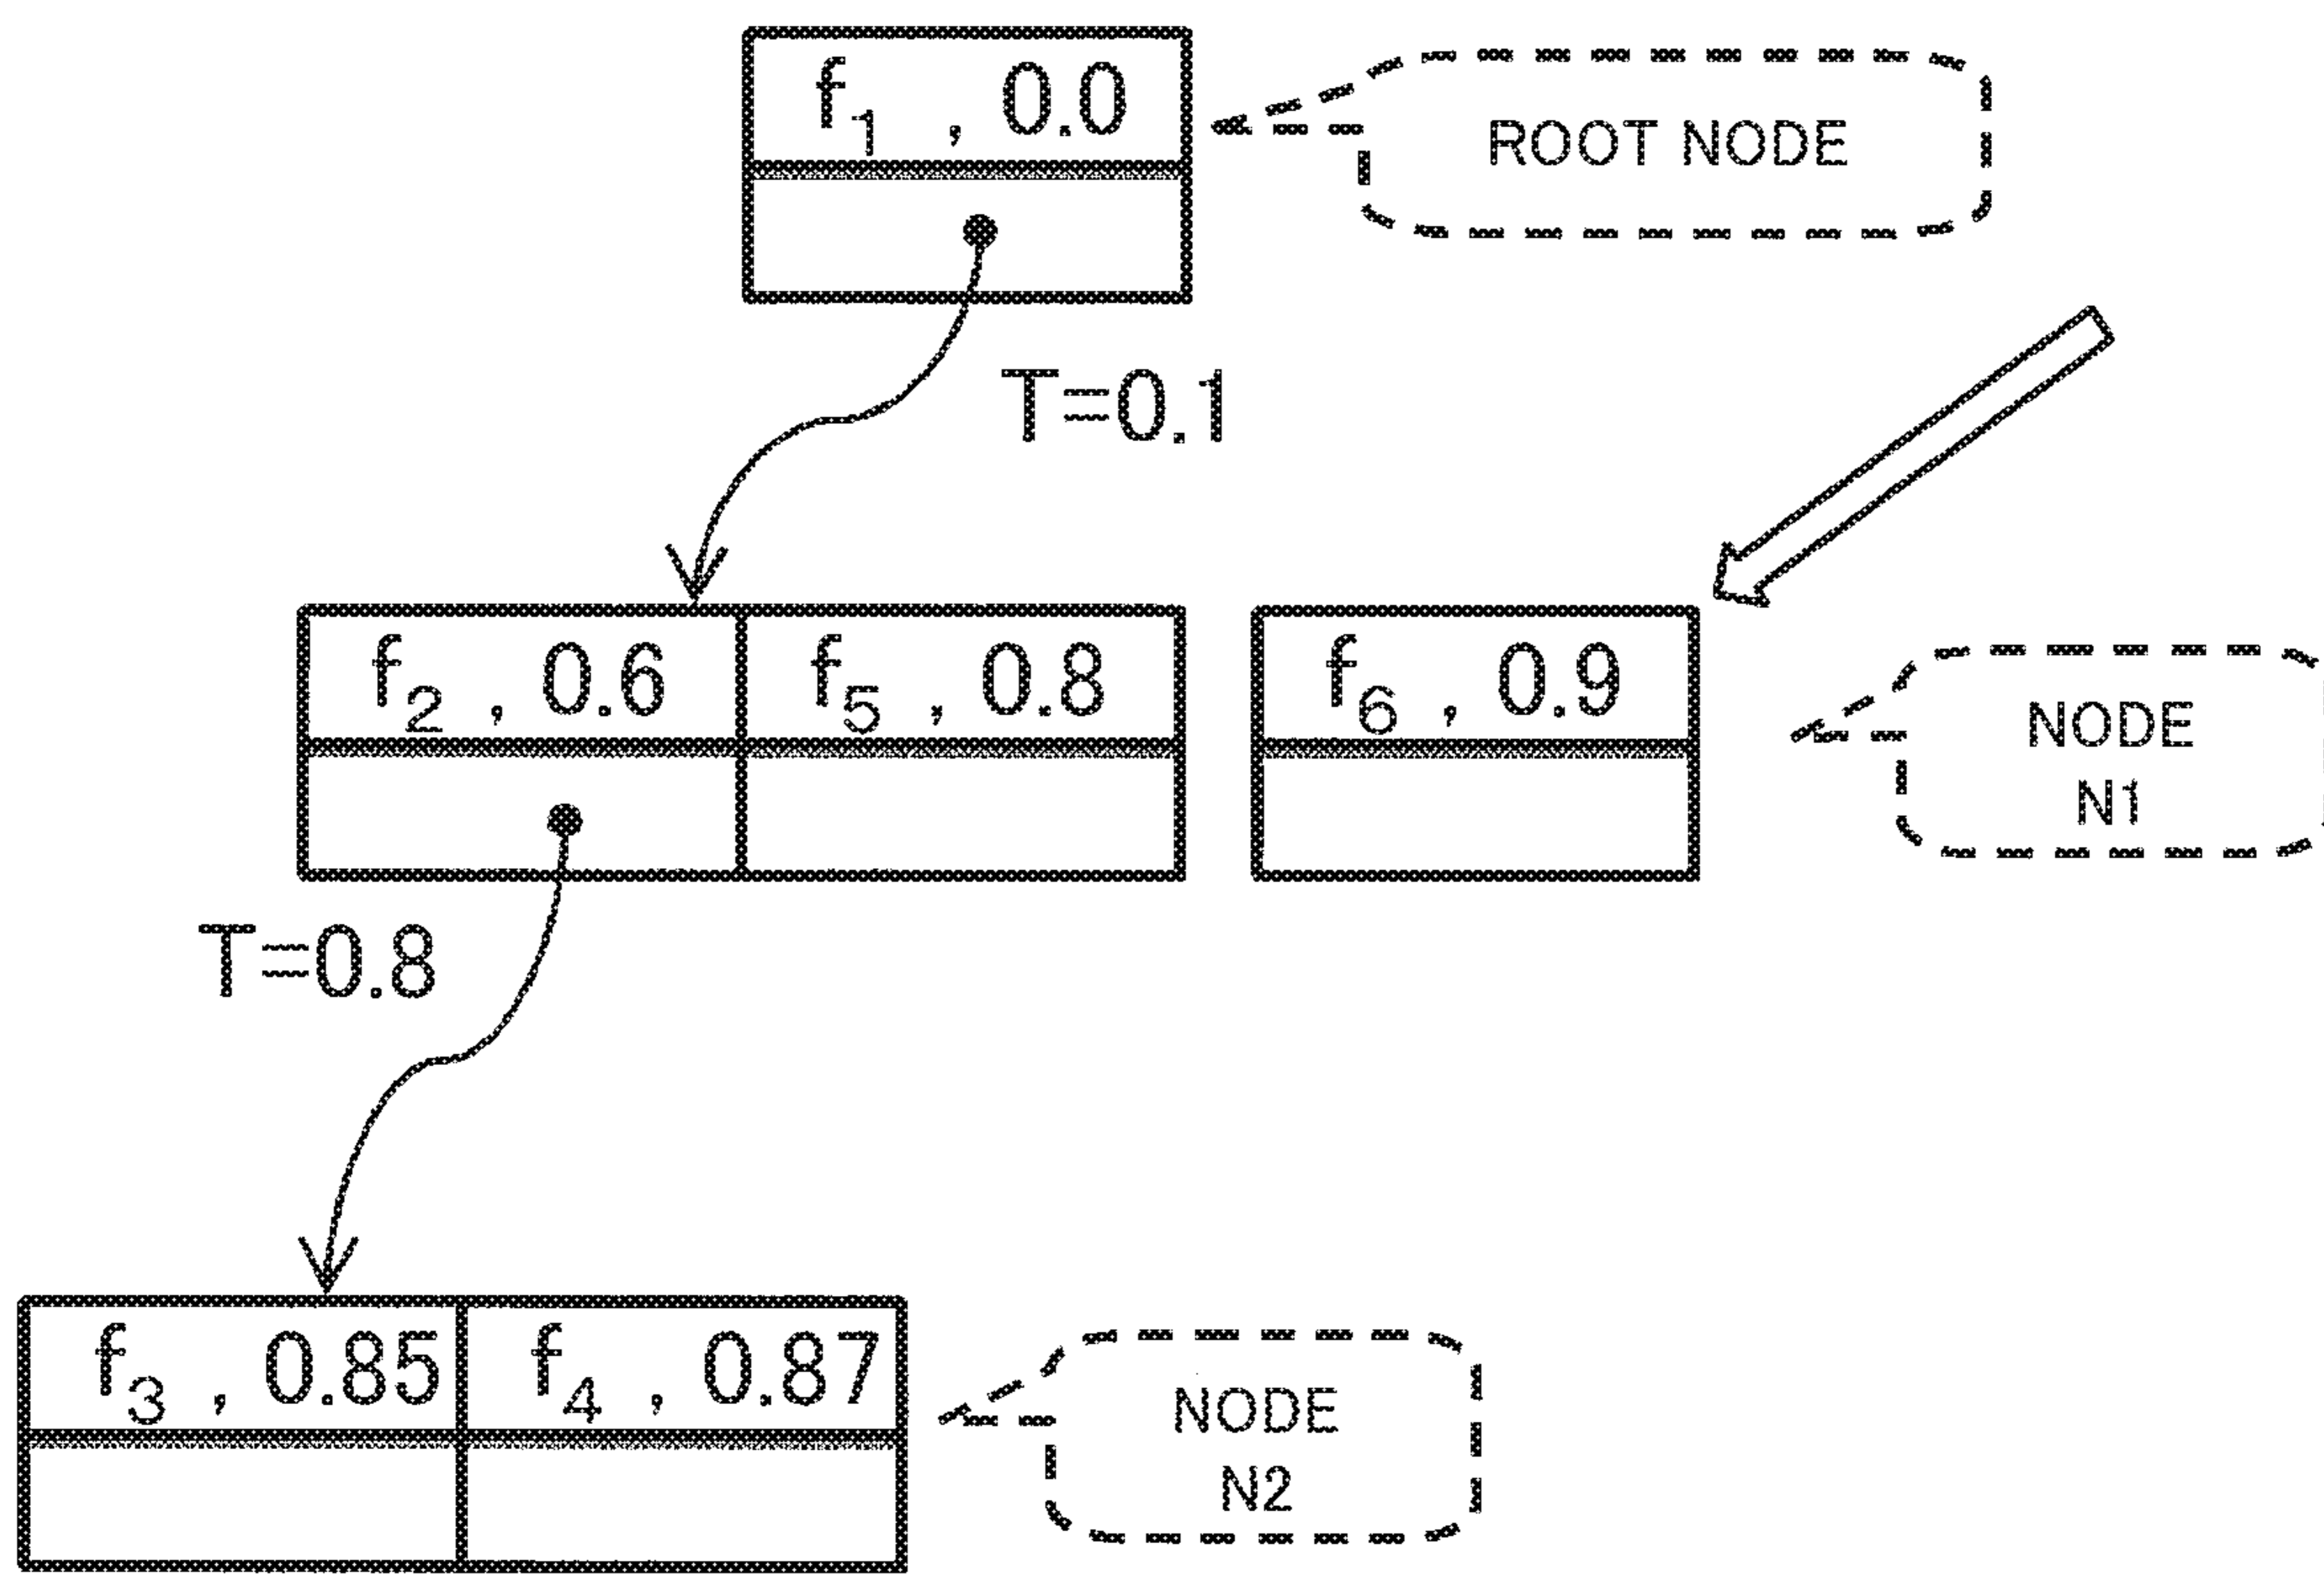 f1 , 0.0
ROOT NODE
T=0.1
f2 , 0.6
f5 , 0.8
f6 , 0.9
NODE
N1
T=0.8
f3 , 0.85
f4 , 0.87
NODE
N2